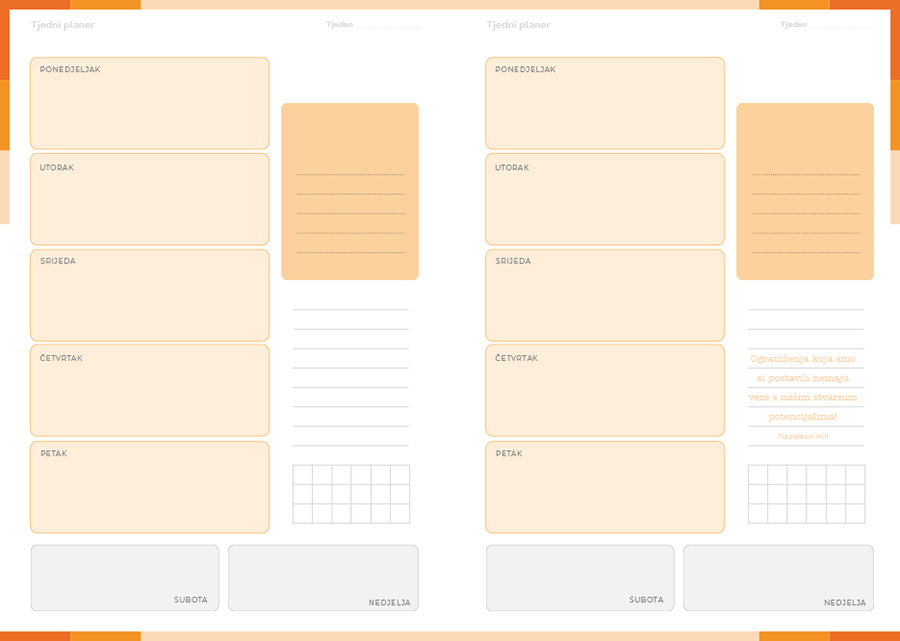 Tjedni planer
Tjedan
PONEDJELJAK
UTORAK
SRIJEDA
ČETVRTAK
PETAK
SUBOTA
NEDJELJA
Tjedni planer
Tjedan
PONEDJELJAK
UTORAK
SRIJEDA
ČETVRTAK
PETAK
Ograničenja koja smo
si postavili nemaju
veze s našim stvarnim
potencijalima!
Napoleon Hill
SUBOTA
NEDJELJA